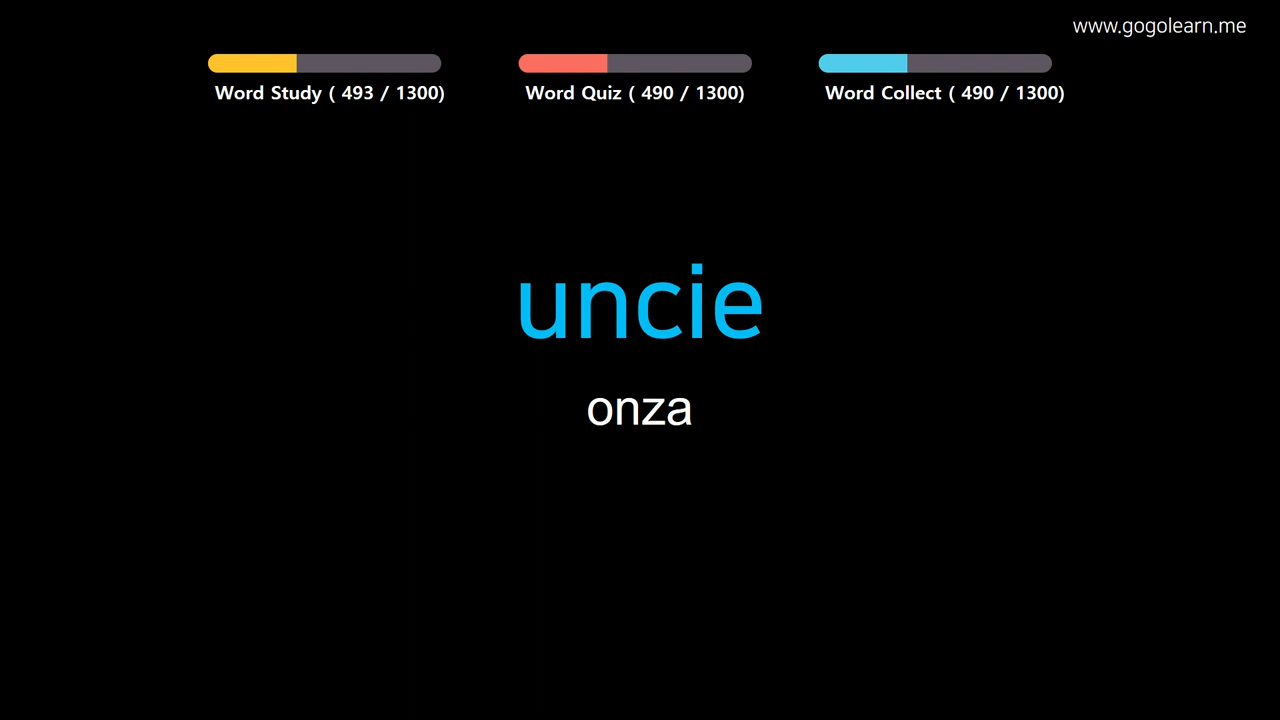 www.gogolearn.me
Word Study ( 493 / 1300)
Word Quiz ( 490 / 1300)
Word Collect ( 490 / 1300)
uncie
onza